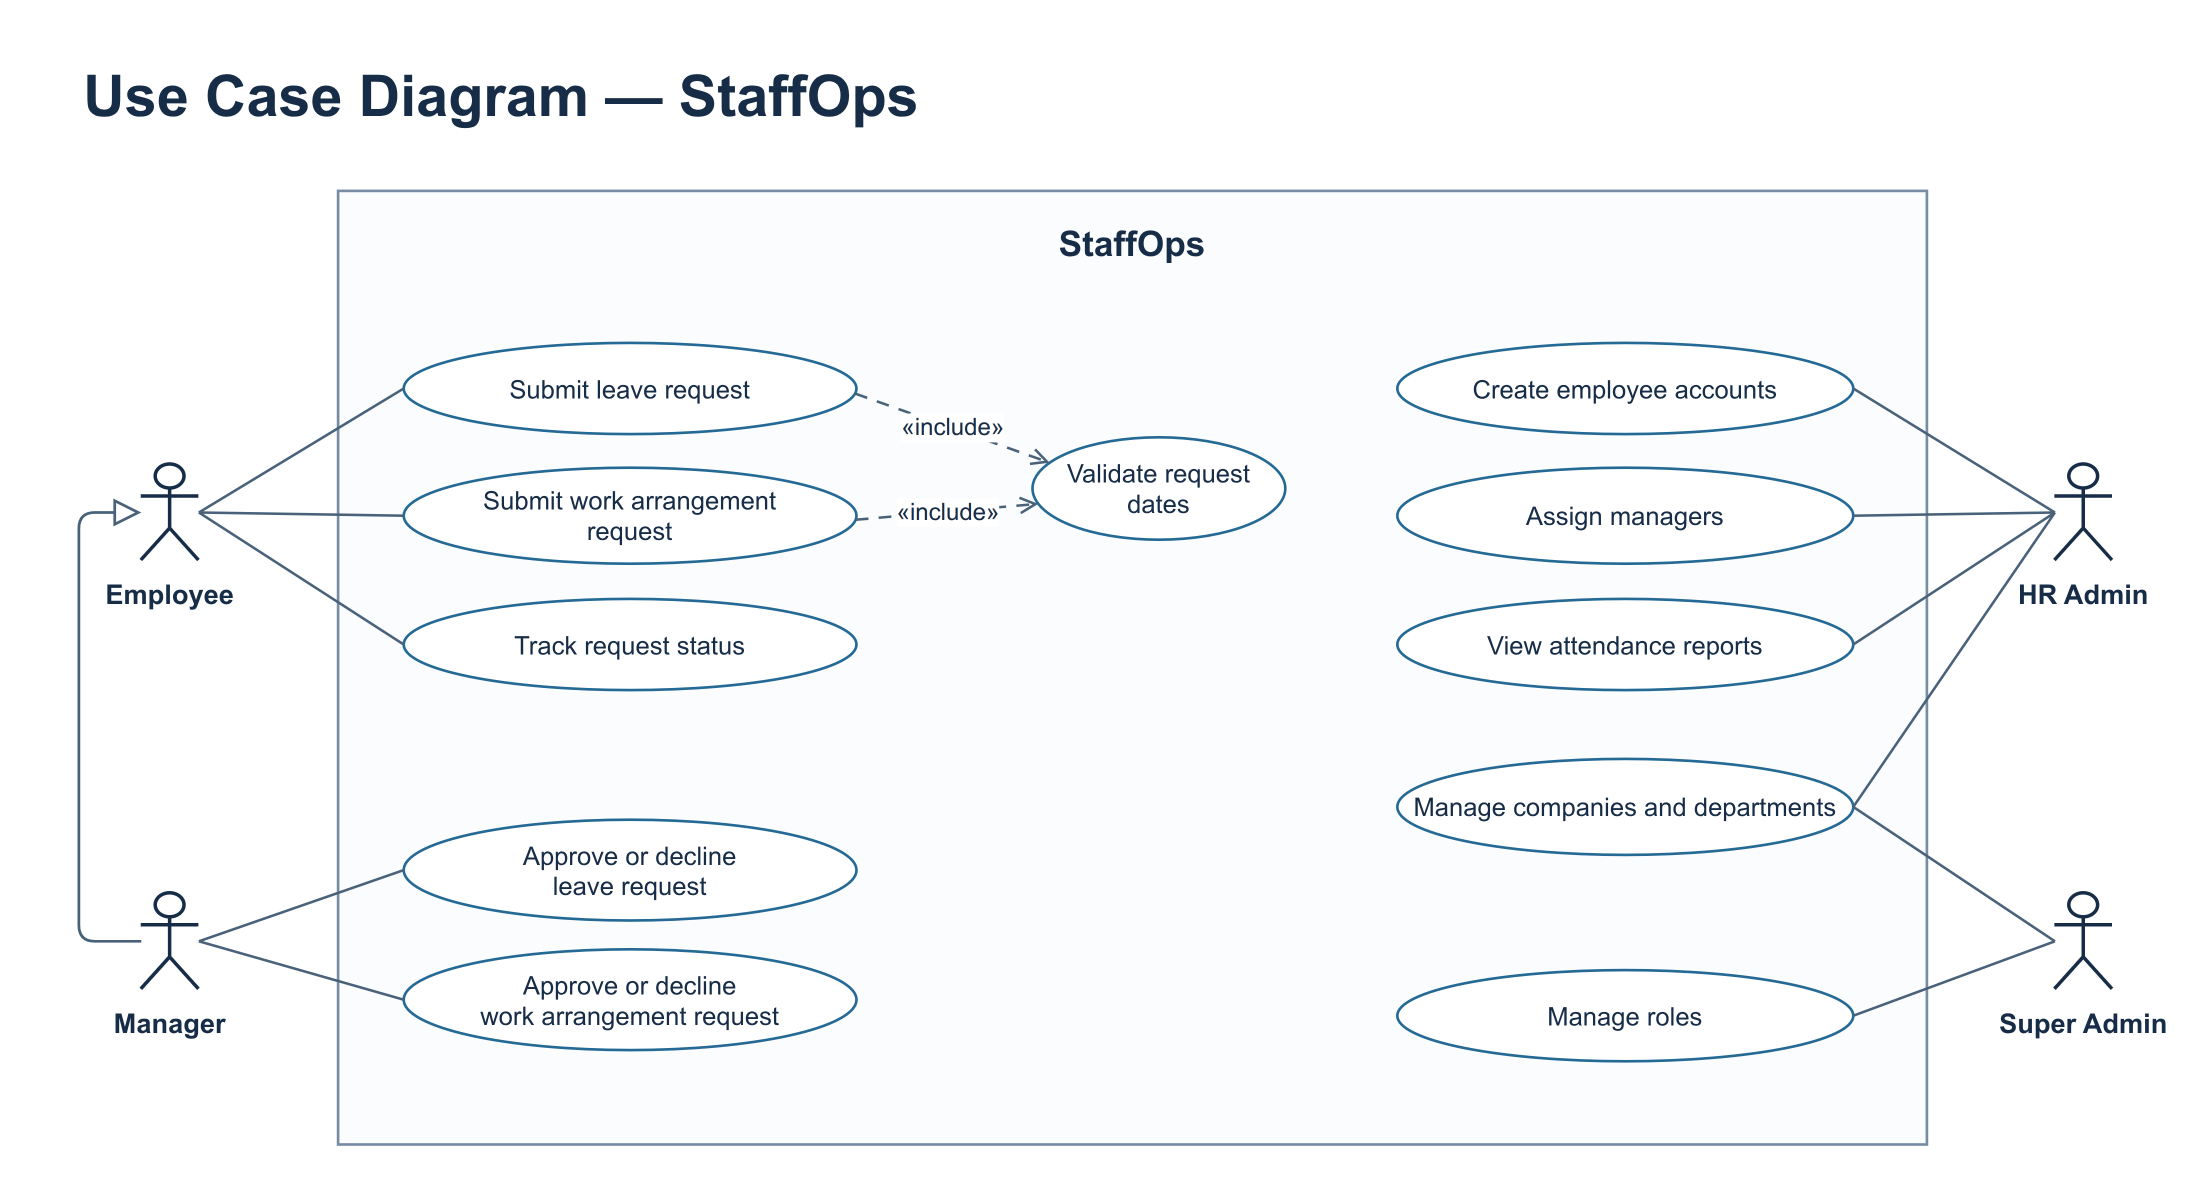 Use Case Diagram — StaffOps
StaffOps
Submit leave request
«include»
Submit work arrangement
request
«include»
Validate request
dates
Track request status
Employee
Approve or decline
leave request
Approve or decline
work arrangement request
Manager
Create employee accounts
Assign managers
View attendance reports
HR Admin
Manage companies and departments
Manage roles
Super Admin